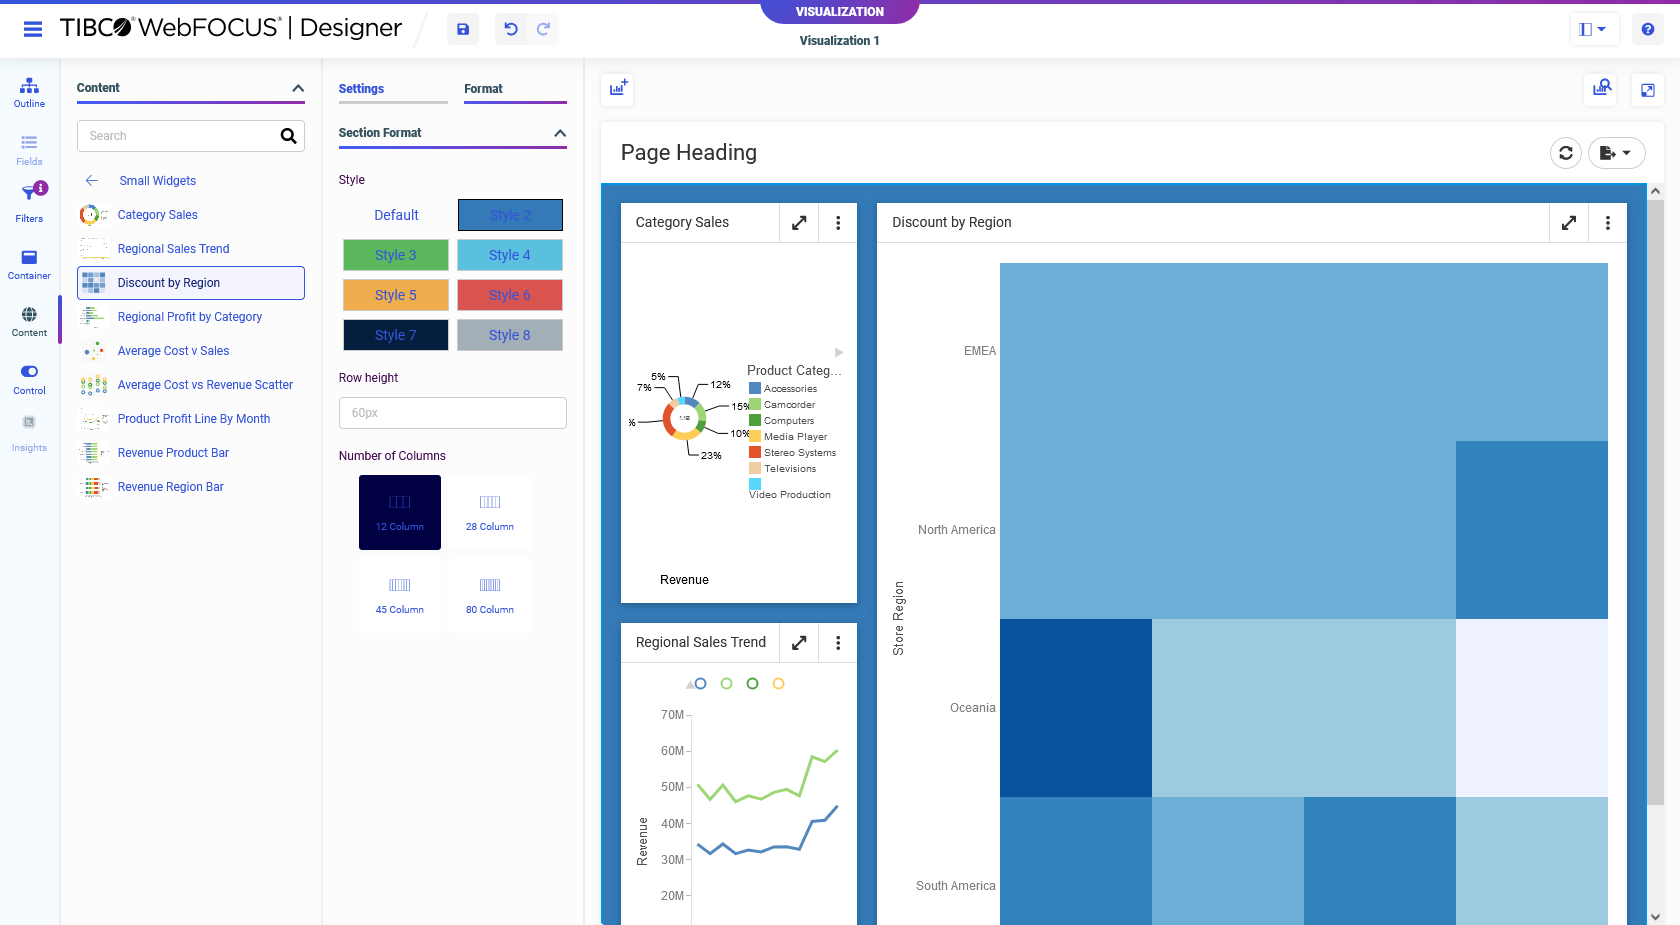 VISUALIZATION
TIBCO WebFOCUS® | Designer
Visualization 1
Outline
Fields
Filters
Container
Content
Control
Insights
Content
Search
Small Widgets
Category Sales
Regional Sales Trend
Discount by Region
Regional Profit by Category
Average Cost v Sales
Average Cost vs Revenue Scatter
Product Profit Line By Month
Revenue Product Bar
Revenue Region Bar
Settings
Format
Section Format
Style
Default
Style 2
Style 3
Style 4
Style 5
Style 6
Style 7
Style 8
Row height
60px
Number of Columns
12 Column
28 Column
45 Column
80 Column
Page Heading
Category Sales
5%
7%
12%
15%
%
10%
23%
Product Categ...
Accessories
Camcorder
Computers
Media Player
Stereo Systems
Televisions
Video Production
Revenue
Regional Sales Trend
70M
60M
50M
40M
30M
20M
Revenue
Discount by Region
EMEA
North America
Oceania
South America
Store Region